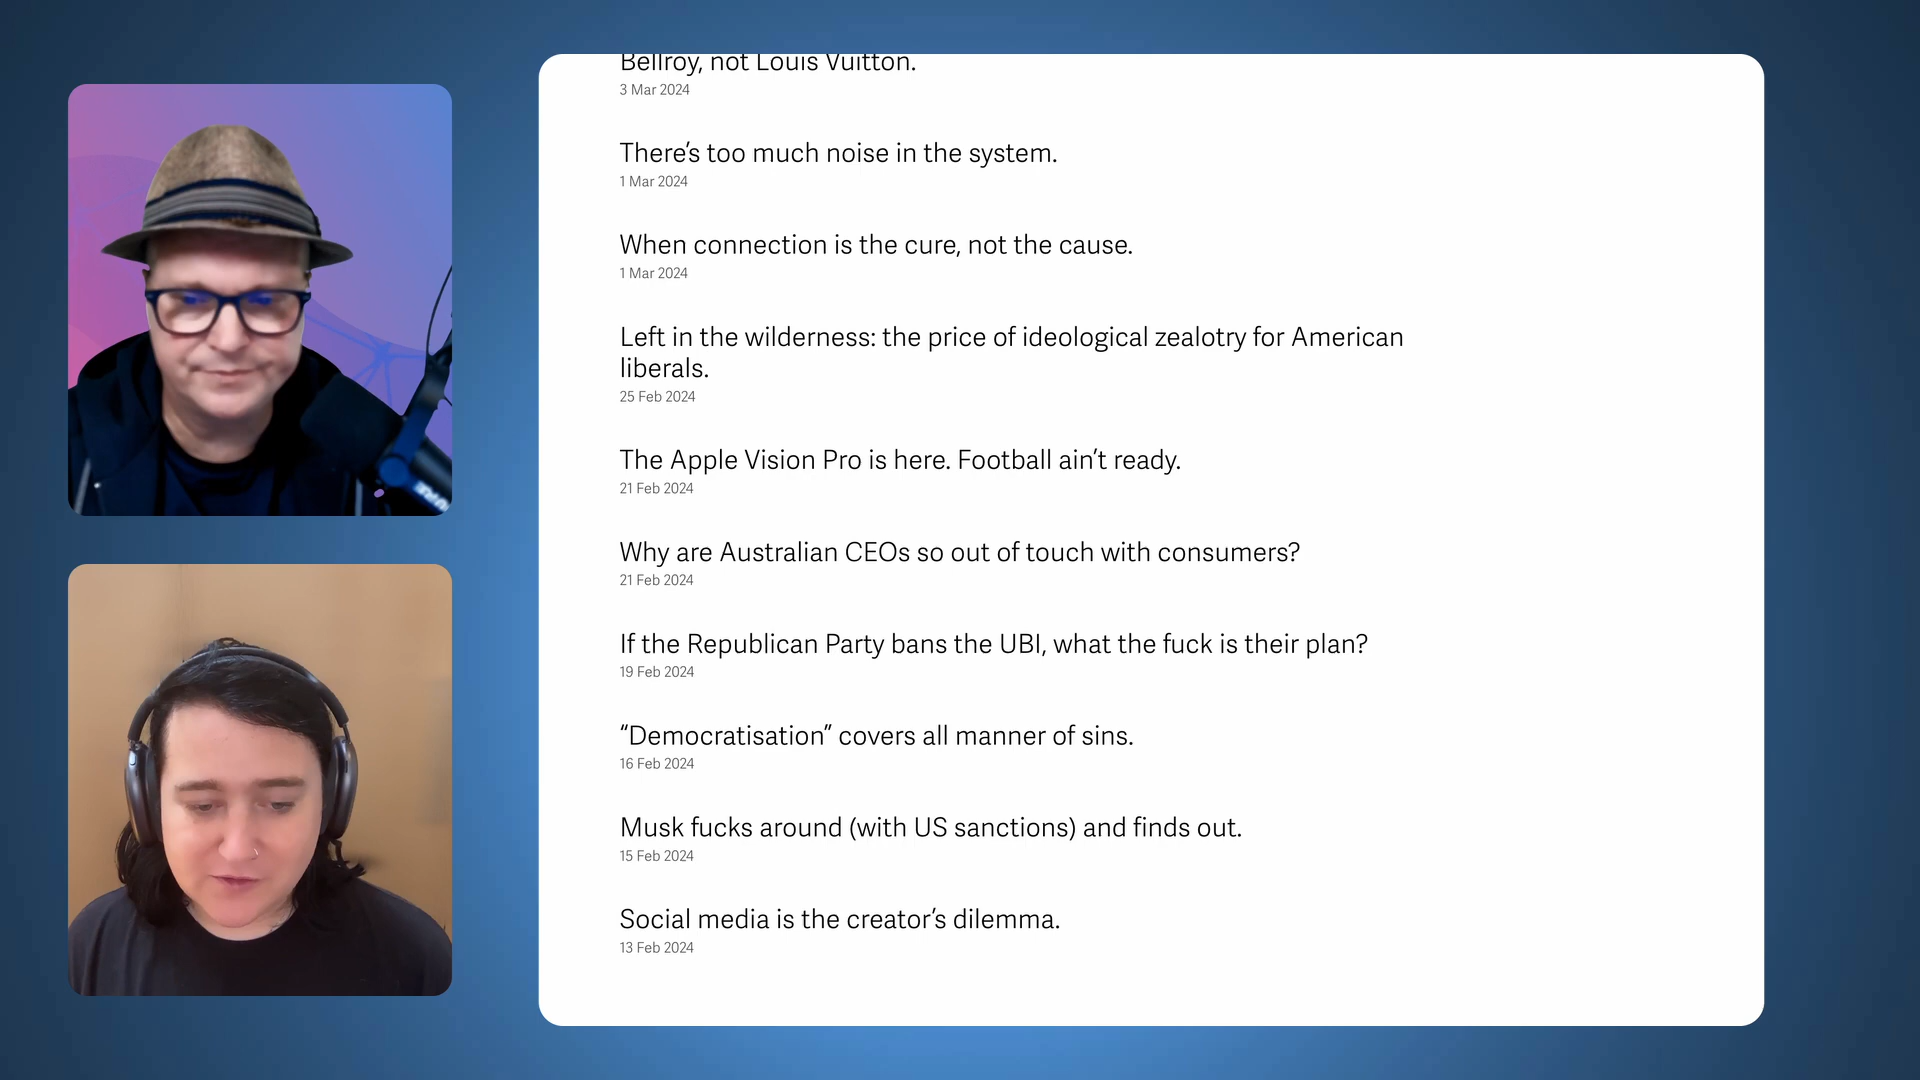 Bellroy, not Louis Vuitton.
3 Mar 2024
There’s too much noise in the system.
1 Mar 2024
When connection is the cure, not the cause.
1 Mar 2024
Left in the wilderness: the price of ideological zealotry for American
liberals.
25 Feb 2024
The Apple Vision Pro is here. Football ain’t ready.
21 Feb 2024
Why are Australian CEOs so out of touch with consumers?
21 Feb 2024
If the Republican Party bans the UBI, what the fuck is their plan?
19 Feb 2024
“Democratisation” covers all manner of sins.
16 Feb 2024
Musk fucks around (with US sanctions) and finds out.
15 Feb 2024
Social media is the creator’s dilemma.
13 Feb 2024